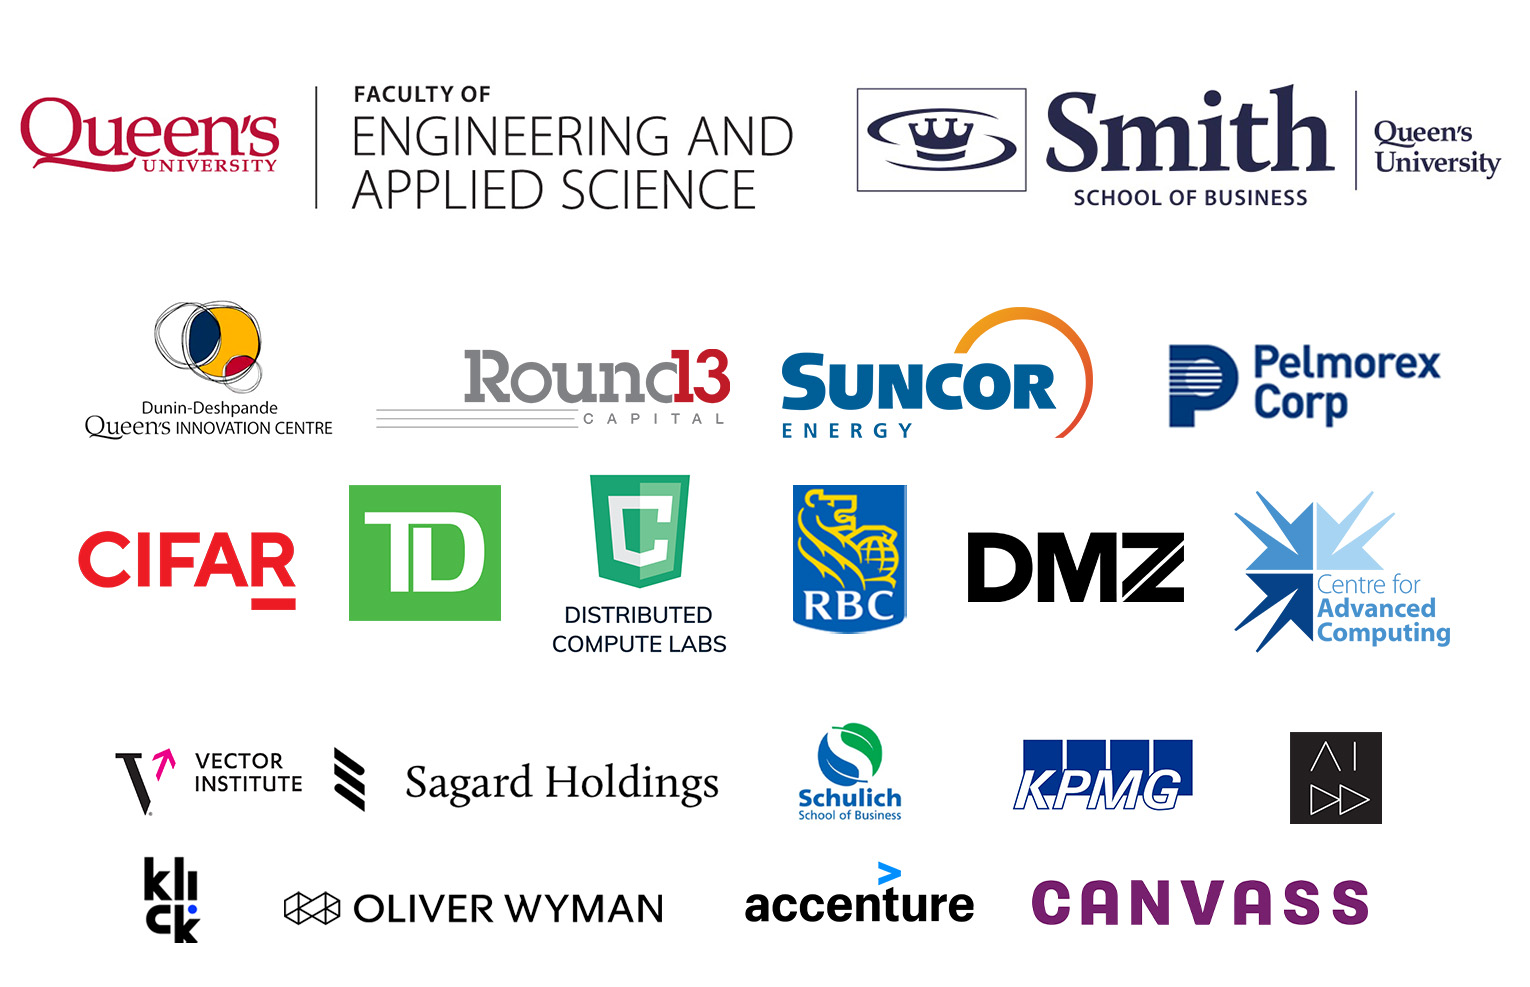 Queen's
UNIVERSITY
FACULTY OF
ENGINEERING AND
APPLIED SCIENCE
Smith
SCHOOL OF BUSINESS
Queen's
University
Dunin-Deshpande
Queen's INNOVATION CENTRE
Round13
CAPITAL
SUNCOR
ENERGY
Pelmorex
Corp
CIFAR
TD
C
DISTRIBUTED
COMPUTE LABS
RBC
DMZ
Centre for
Advanced
Computing
VECTOR
INSTITUTE
Sagard Holdings
Schulich
School of Business
KPMG
AI
DD
klick
OLIVER WYMAN
accenture
CANVASS